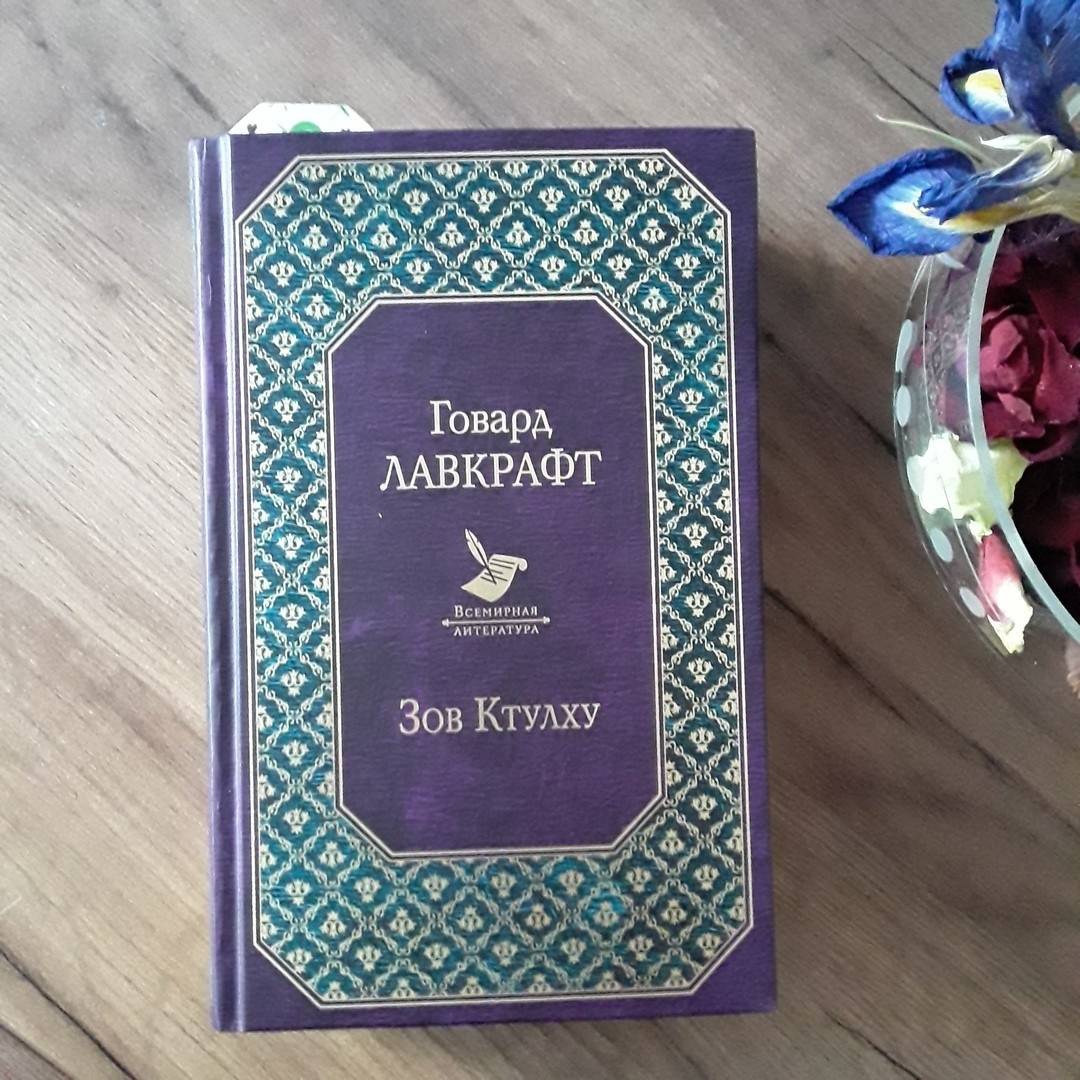 Говард
ЛАВКРАФТ
Всемирная
литература
Зов Ктулху